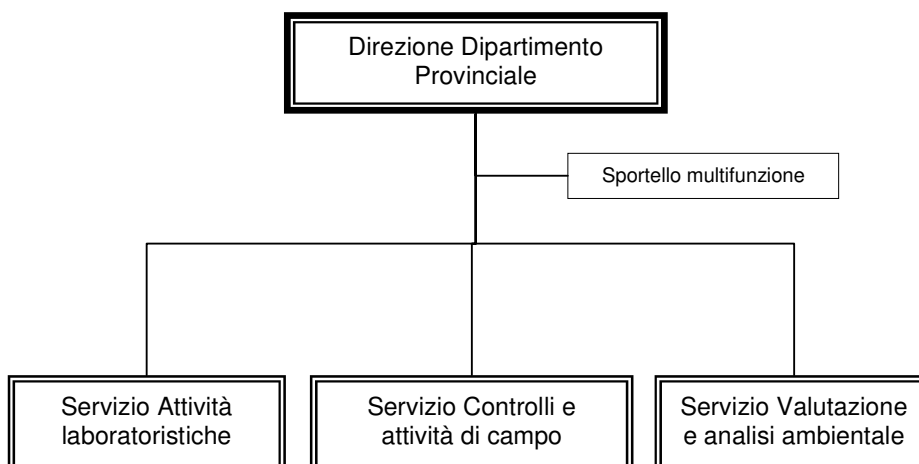 Direzione Dipartimento
Provinciale
Sportello multifunzione
Servizio Attività
laboratoristiche
Servizio Controlli e
attività di campo
Servizio Valutazione
e analisi ambientale